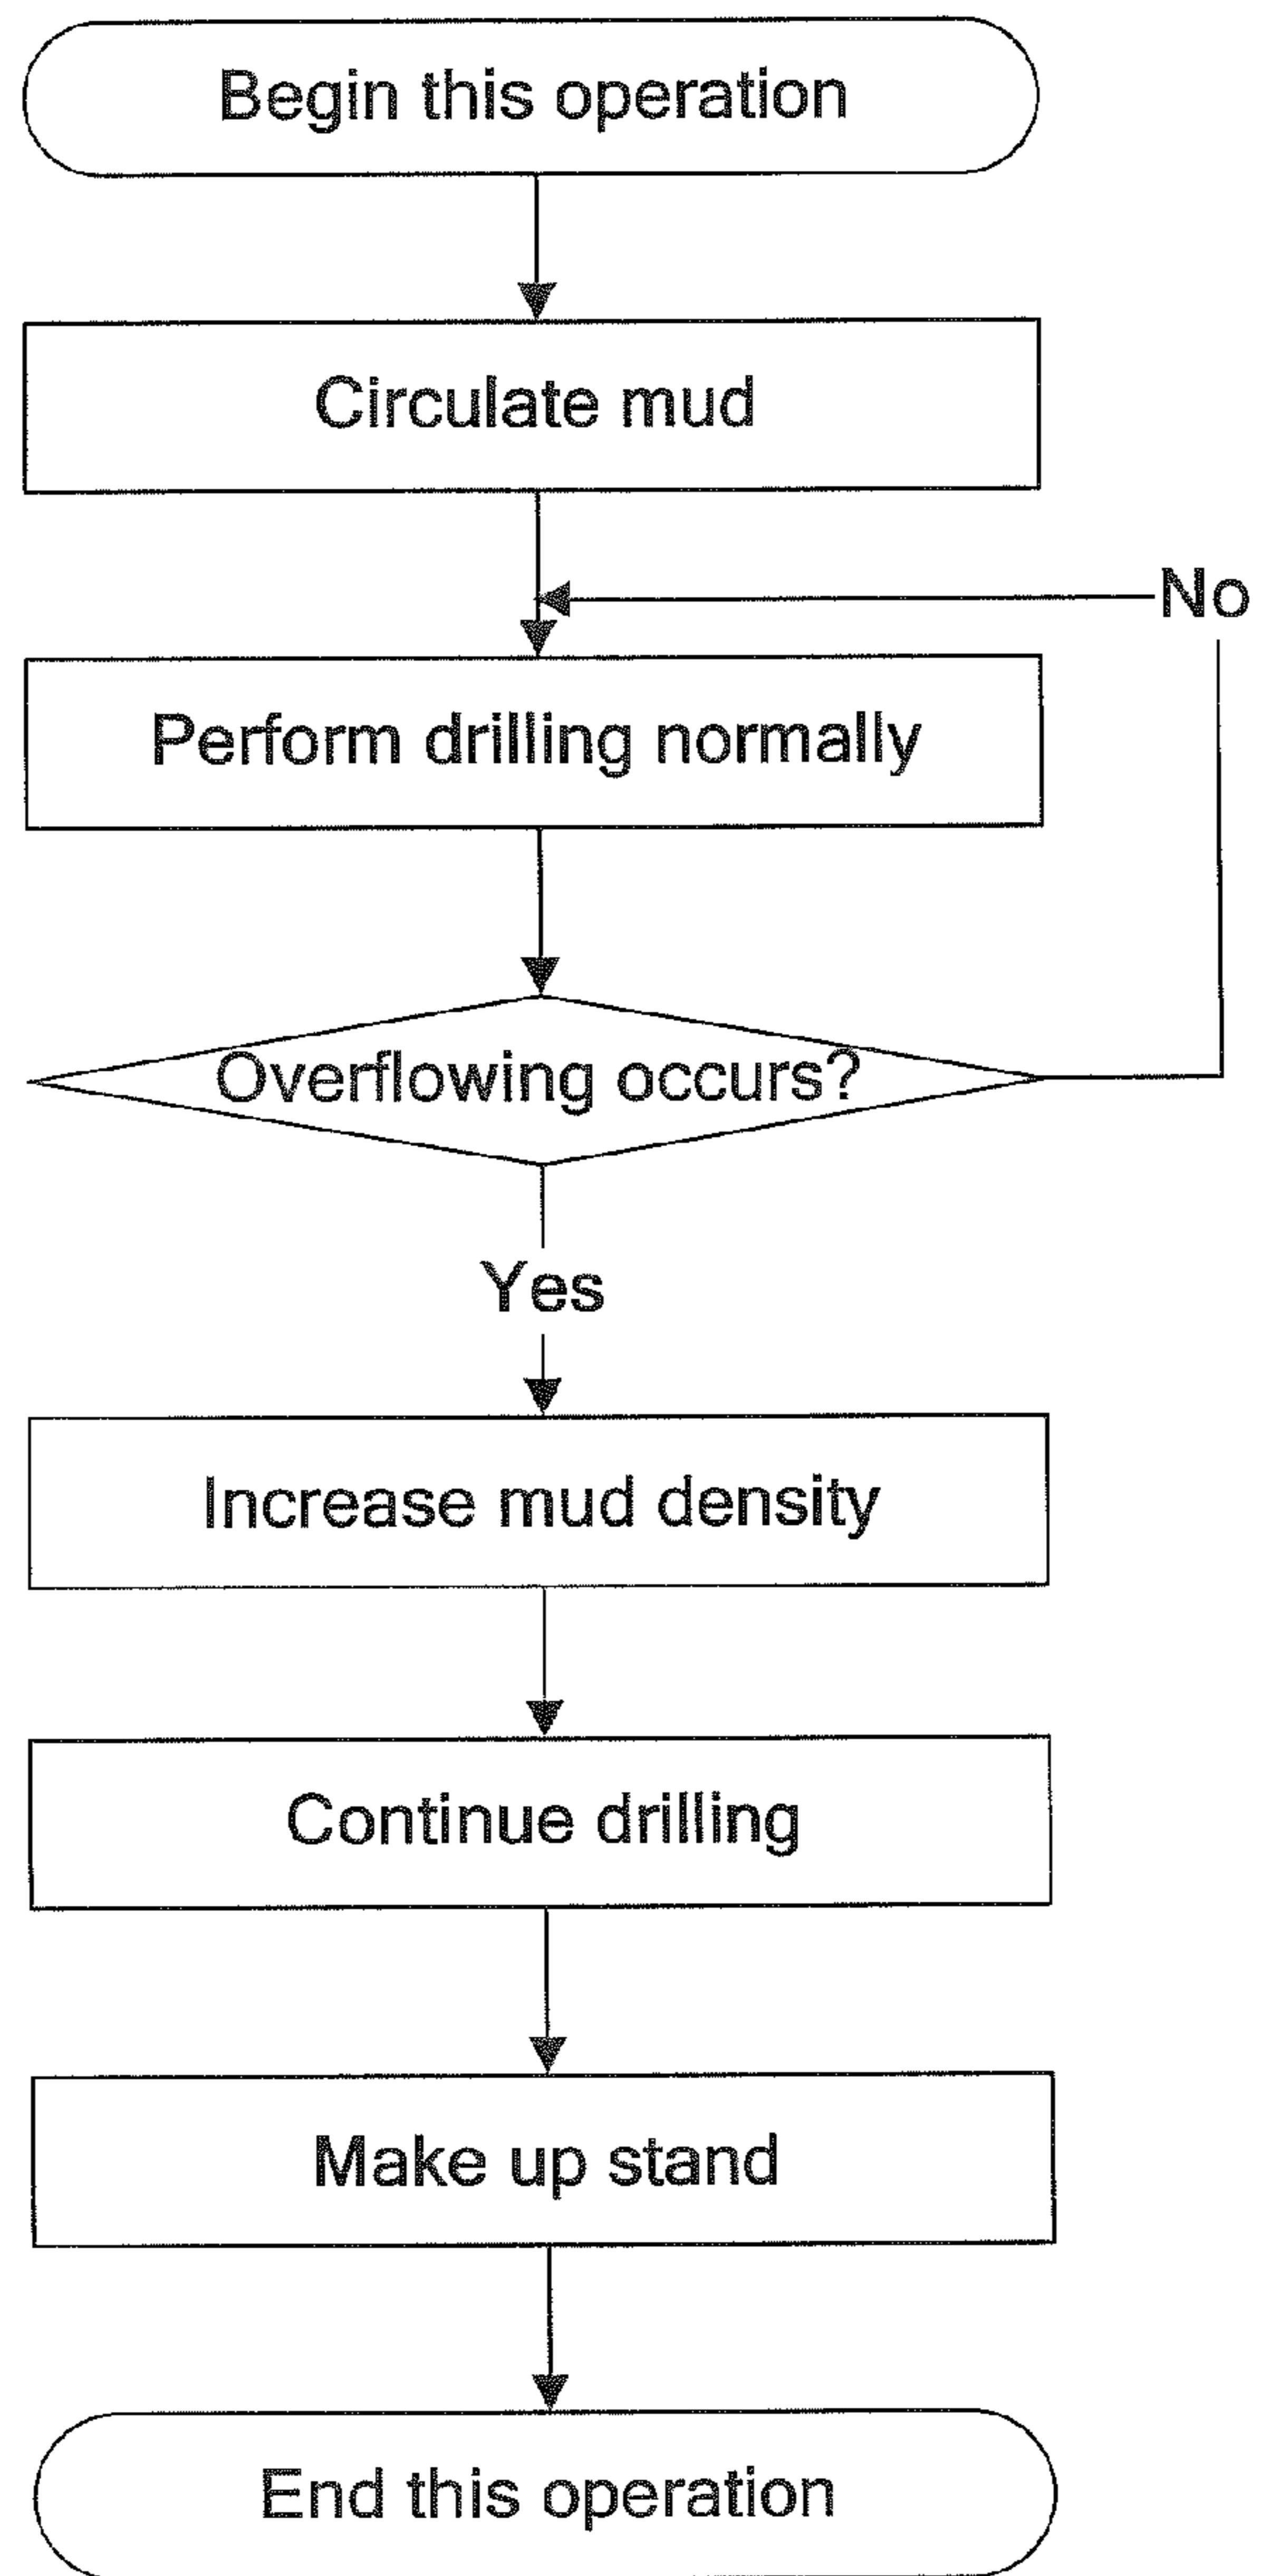 Begin this operation
Circulate mud
No
Perform drilling normally
Overflowing occurs?
Yes
Increase mud density
Continue drilling
Make up stand
End this operation